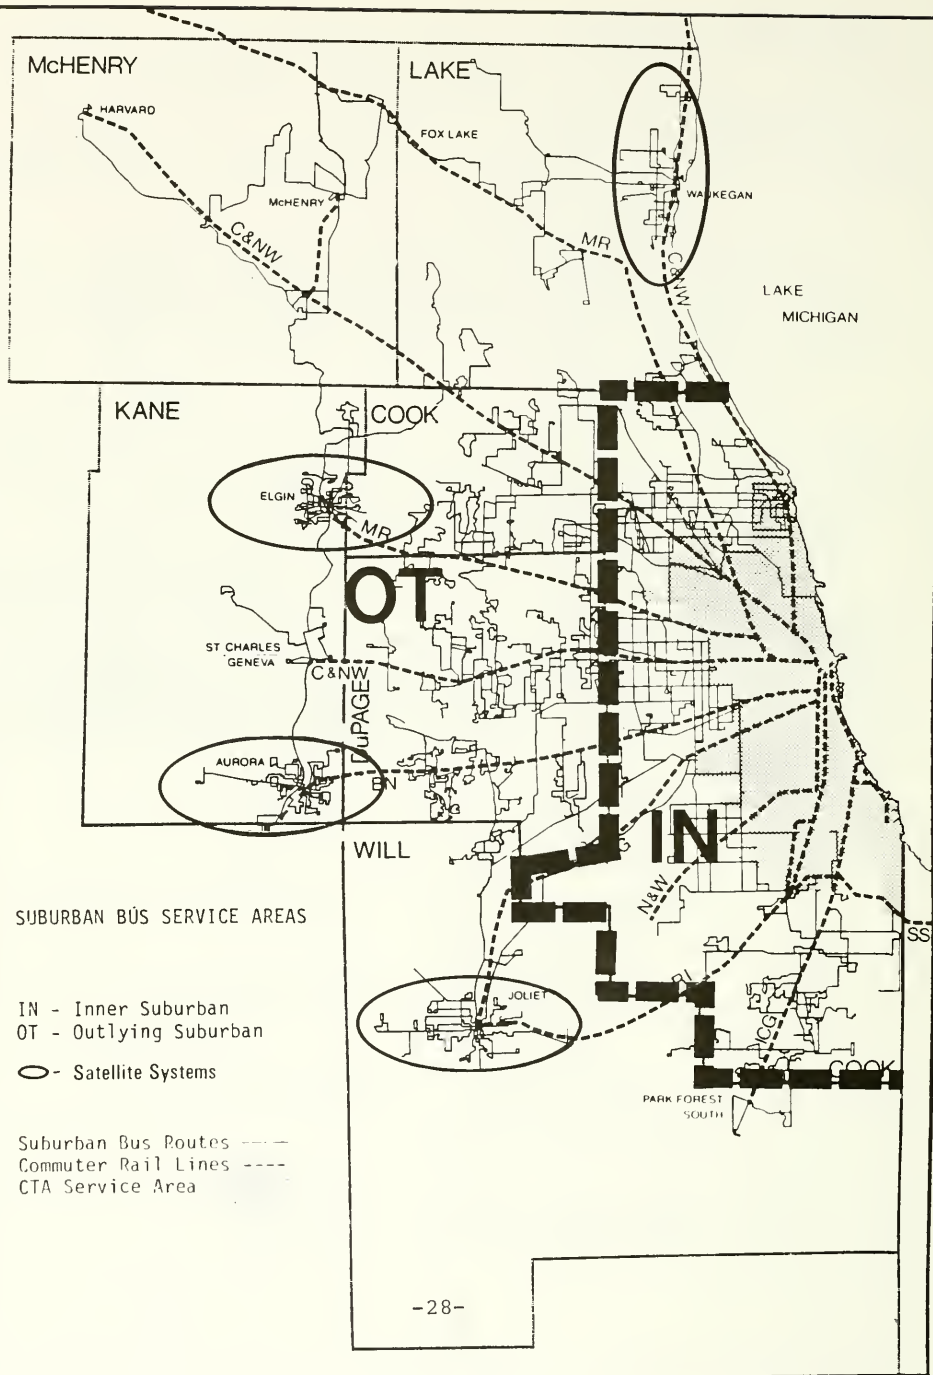 McHENRY
LAKE
HARVARD
FOX LAKE
McHENRY
WAUKEGAN
C&NW
MR
C&NW
LAKE
MICHIGAN
KANE
COOK
ELGIN
MR
OT
ST CHARLES
GENEVA
C&NW
DuPAGE
AURORA
BN
WILL
IN
N&W
SUBURBAN BUS SERVICE AREAS
SS
IN - Inner Suburban
OT - Outlying Suburban
JOLIET
RI
ICG
- Satellite Systems
COOK
PARK FOREST
SOUTH
Suburban Bus Routes
Commuter Rail Lines ----
CTA Service Area
-28-